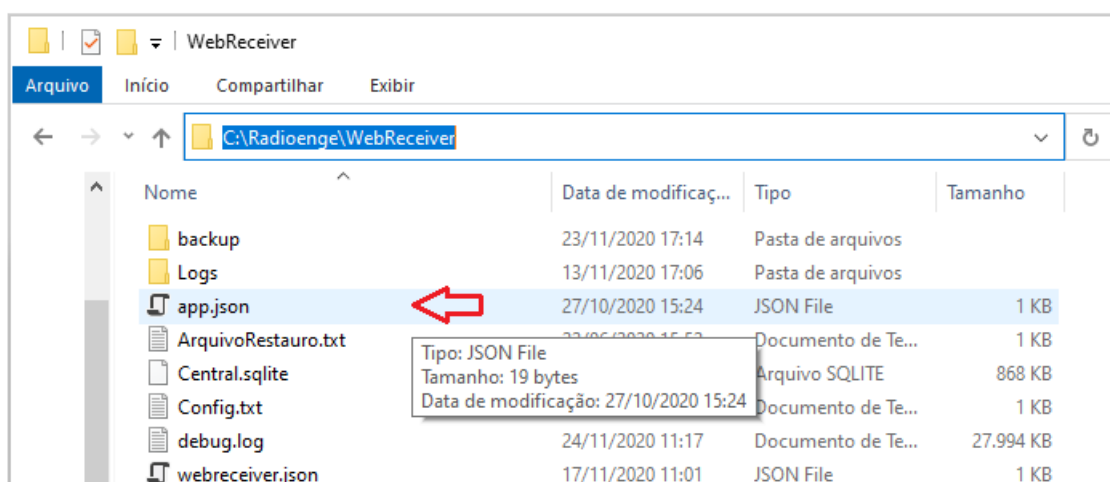 WebReceiver
Arquivo Início Compartilhar Exibir
C:\Radioenge\WebReceiver
Nome Data de modificaç... Tipo Tamanho
backup 23/11/2020 17:14 Pasta de arquivos
Logs 13/11/2020 17:06 Pasta de arquivos
app.json 27/10/2020 15:24 JSON File 1 KB
ArquivoRestauro.txt Documento de Te... 1 KB
Tipo: JSON File
Central.sqlite Tamanho: 19 bytes Arquivo SQLITE 868 KB
Config.txt Data de modificação: 27/10/2020 15:24 Documento de Te... 1 KB
debug.log 24/11/2020 11:17 Documento de Te... 27.994 KB
webreceiver.json 17/11/2020 11:01 JSON File 1 KB